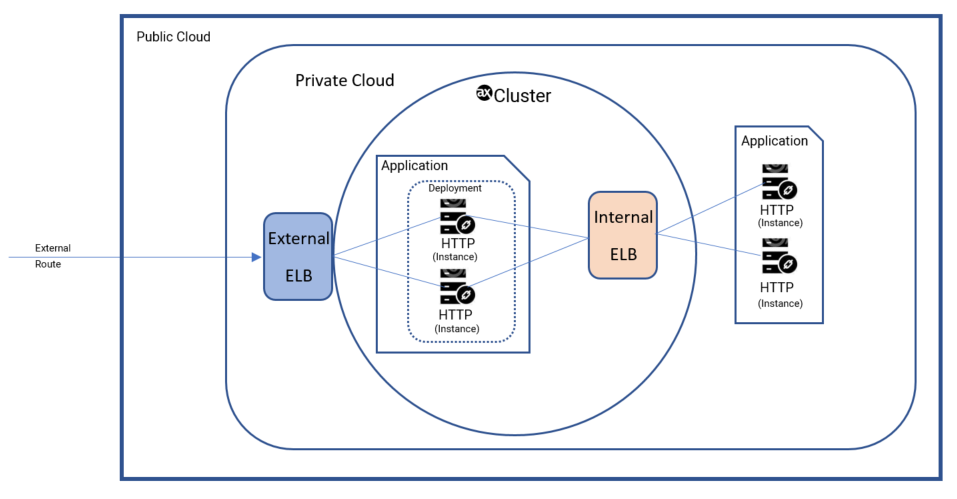 Public Cloud
Private Cloud
ax Cluster
Application
Deployment
HTTP
(Instance)
HTTP
(Instance)
External
Route
External
ELB
Internal
ELB
Application
HTTP
(Instance)
HTTP
(Instance)